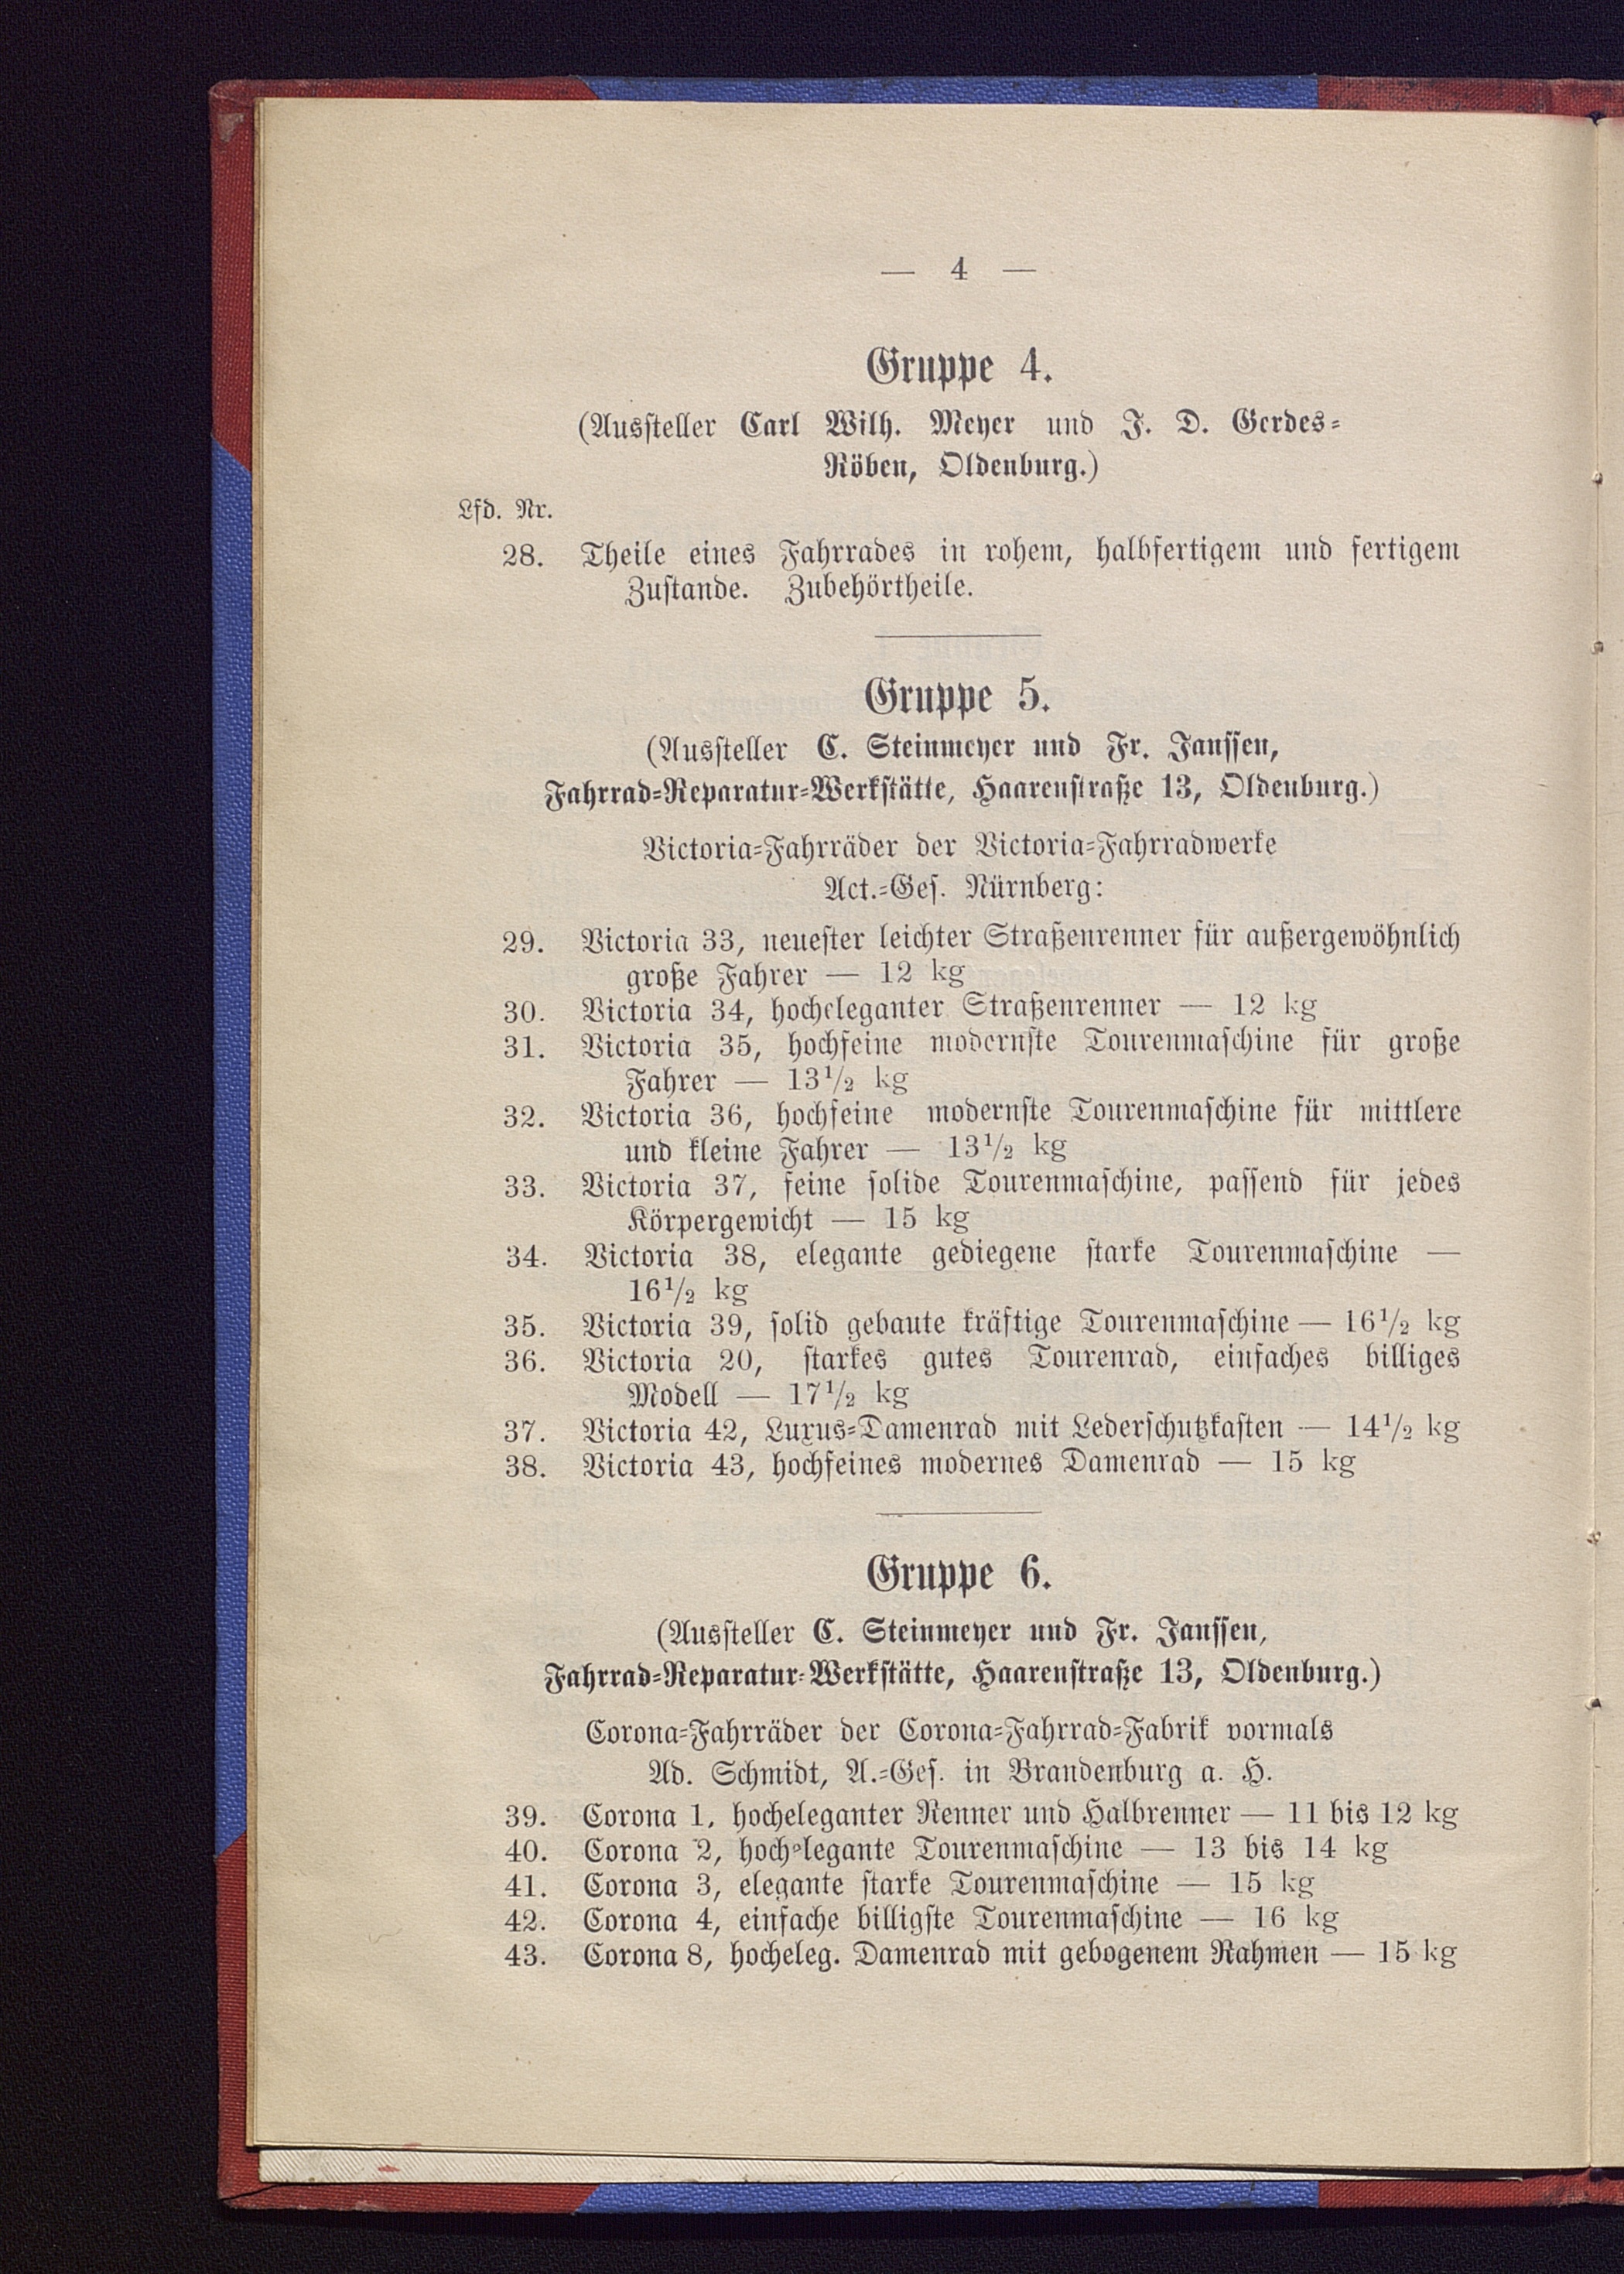 — 4 —
Gruppe 4.
(Aussteller Carl Wilh. Meyer und J. D. Gerdes-
Röben, Oldenburg.)
Lfd. Nr.
28. Theile eines Fahrrades in rohem, halbfertigem und fertigem
Zustande. Zubehörtheile.
Gruppe 5.
(Aussteller C. Steinmeyer und Fr. Janssen,
Fahrrad-Reparatur-Werkstätte, Haarenstraße 13, Oldenburg.)
Victoria-Fahrräder der Victoria-Fahrradwerke
Act.-Ges. Nürnberg:
29. Victoria 33, neuester leichter Straßenrenner für außergewöhnlich
große Fahrer — 12 kg
30. Victoria 34, hocheleganter Straßenrenner — 12 kg
31. Victoria 35, hochfeine modernste Tourenmaschine für große
Fahrer — 13½ kg
32. Victoria 36, hochfeine modernste Tourenmaschine für mittlere
und kleine Fahrer — 13½ kg
33. Victoria 37, feine solide Tourenmaschine, passend für jedes
Körpergewicht — 15 kg
34. Victoria 38, elegante gediegene starke Tourenmaschine —
16½ kg
35. Victoria 39, solid gebaute kräftige Tourenmaschine — 16½ kg
36. Victoria 20, starkes gutes Tourenrad, einfaches billiges
Modell — 17½ kg
37. Victoria 42, Luxus-Damenrad mit Lederschutzkasten — 14½ kg
38. Victoria 43, hochfeines modernes Damenrad — 15 kg
Gruppe 6.
(Aussteller C. Steinmeyer und Fr. Janssen,
Fahrrad-Reparatur-Werkstätte, Haarenstraße 13, Oldenburg.)
Corona-Fahrräder der Corona-Fahrrad-Fabrik vormals
Ad. Schmidt, A.-Ges. in Brandenburg a. H.
39. Corona 1, hocheleganter Renner und Halbrenner — 11 bis 12 kg
40. Corona 2, hochelegante Tourenmaschine — 13 bis 14 kg
41. Corona 3, elegante starke Tourenmaschine — 15 kg
42. Corona 4, einfache billigste Tourenmaschine — 16 kg
43. Corona 8, hocheleg. Damenrad mit gebogenem Rahmen — 15 kg